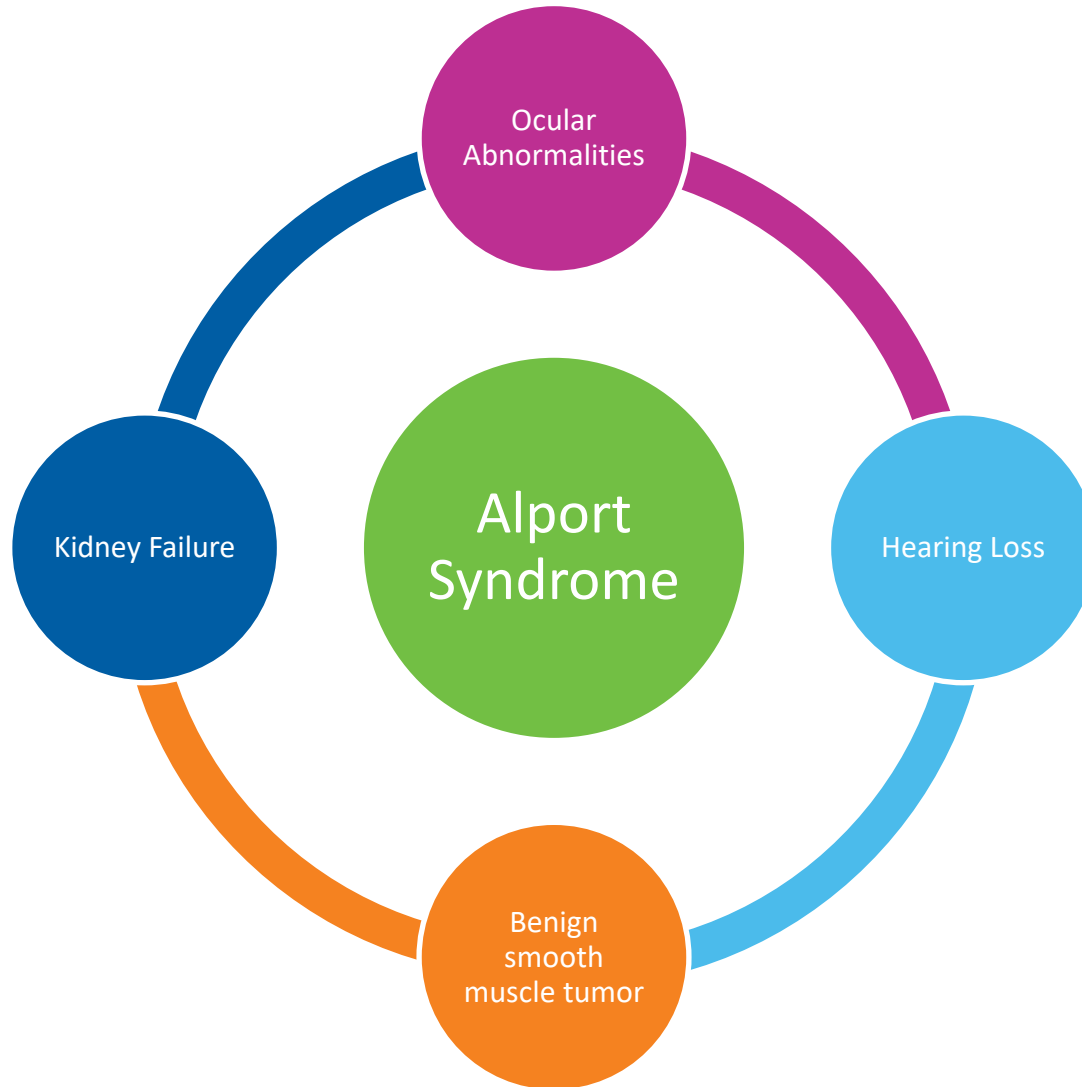 Ocular
Abnormalities
Kidney Failure
Alport
Syndrome
Hearing Loss
Benign
smooth
muscle tumor